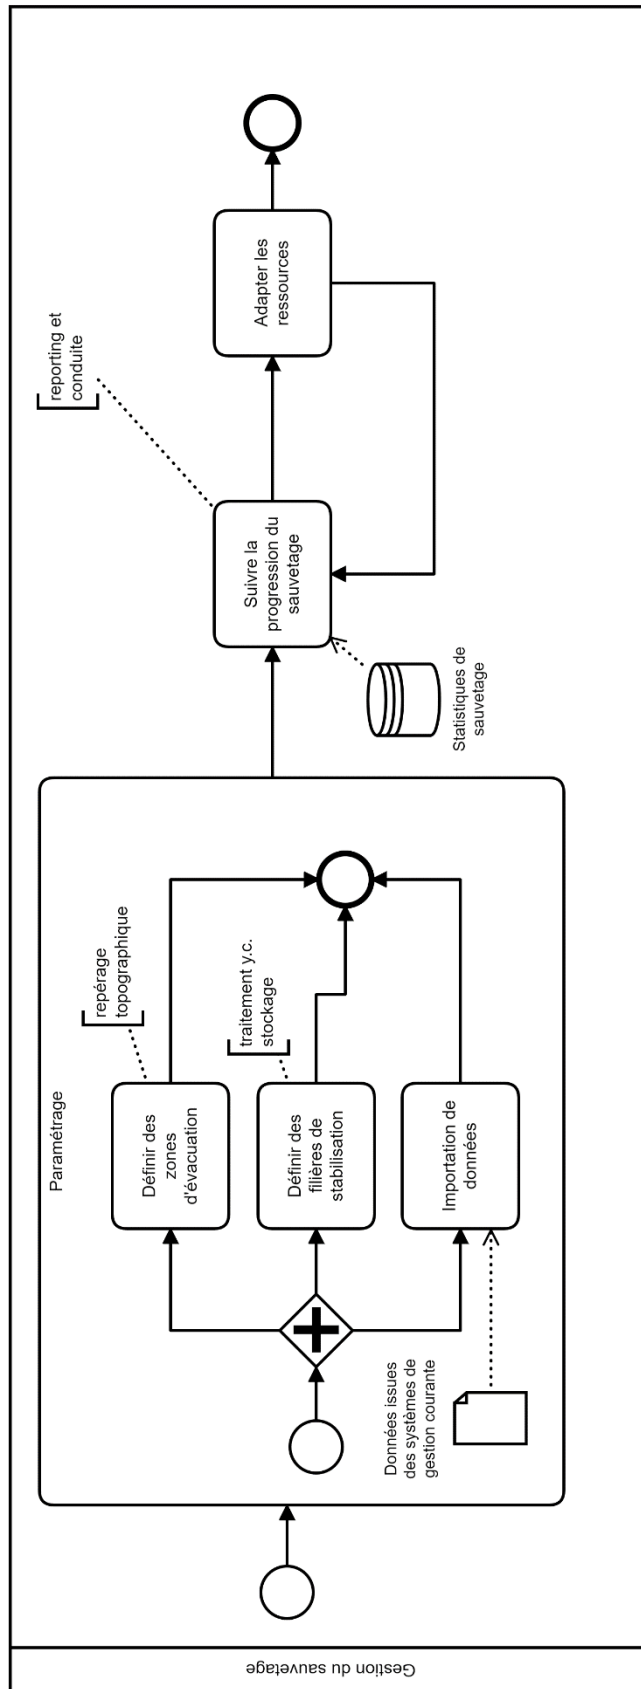 Gestion du sauvetage
Paramétrage
Données issues
des systèmes de
gestion courante
Définir des
zones
d'évacuation
repérage
topographique
Définir des
filières de
stabilisation
traitement y.c.
stockage
Importation de
données
Statistiques de
sauvetage
Suivre la
progression du
sauvetage
reporting et
conduite
Adapter les
ressources